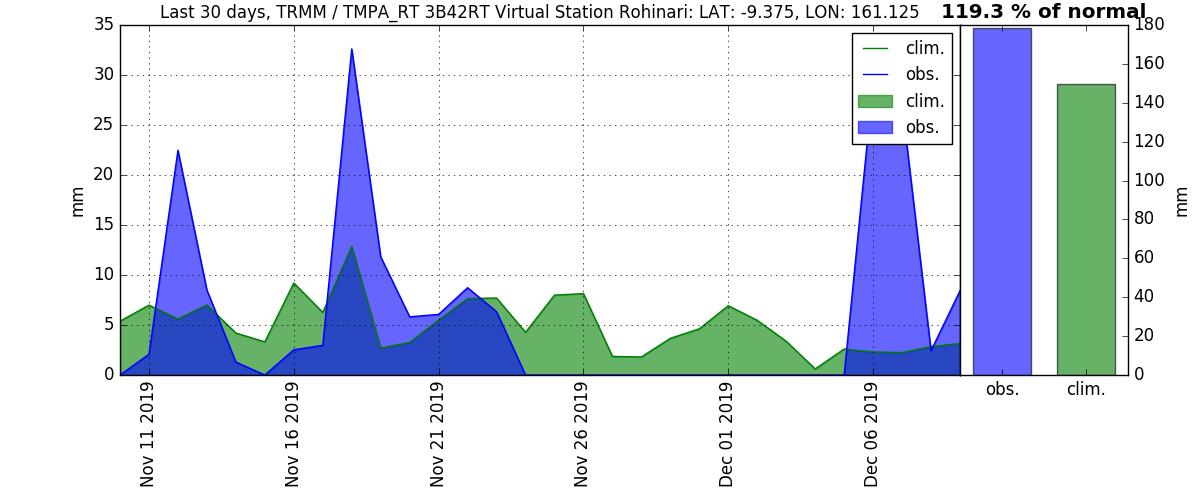 Last 30 days, TRMM / TMPA_RT 3B42RT Virtual Station Rohinari: LAT: -9.375, LON: 161.125
119.3 % of normal
35
30
25
20
15
10
5
0
mm
clim.
obs.
clim.
obs.
180
160
140
120
100
80
60
40
20
0
mm
obs.
clim.
Nov 11 2019
Nov 16 2019
Nov 21 2019
Nov 26 2019
Dec 01 2019
Dec 06 2019